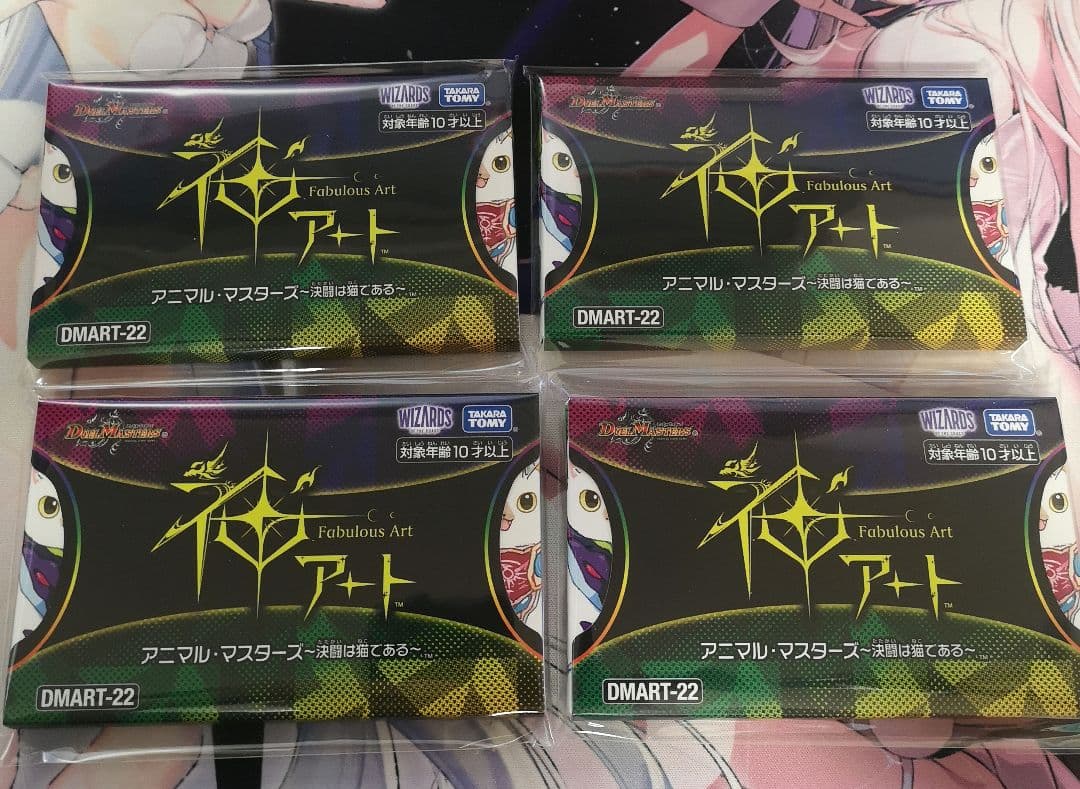 DUEL MASTERS
WIZARDS
TAKARA TOMY
対象年齢10才以上
神アート
Fabulous Art
アニマル・マスターズ～決闘は猫である～™
DMART-22
DUEL MASTERS
WIZARDS
TAKARA TOMY
対象年齢10才以上
神アート
Fabulous Art
アニマル・マスターズ～決闘は猫である～™
DMART-22
DUEL MASTERS
WIZARDS
TAKARA TOMY
対象年齢10才以上
神アート™
Fabulous Art
アニマル・マスターズ～決闘は猫である～™
DMART-22
DUEL MASTERS
WIZARDS
TAKARA TOMY
対象年齢10才以上
神アート™
Fabulous Art
アニマル・マスターズ～決闘は猫である～™
DMART-22